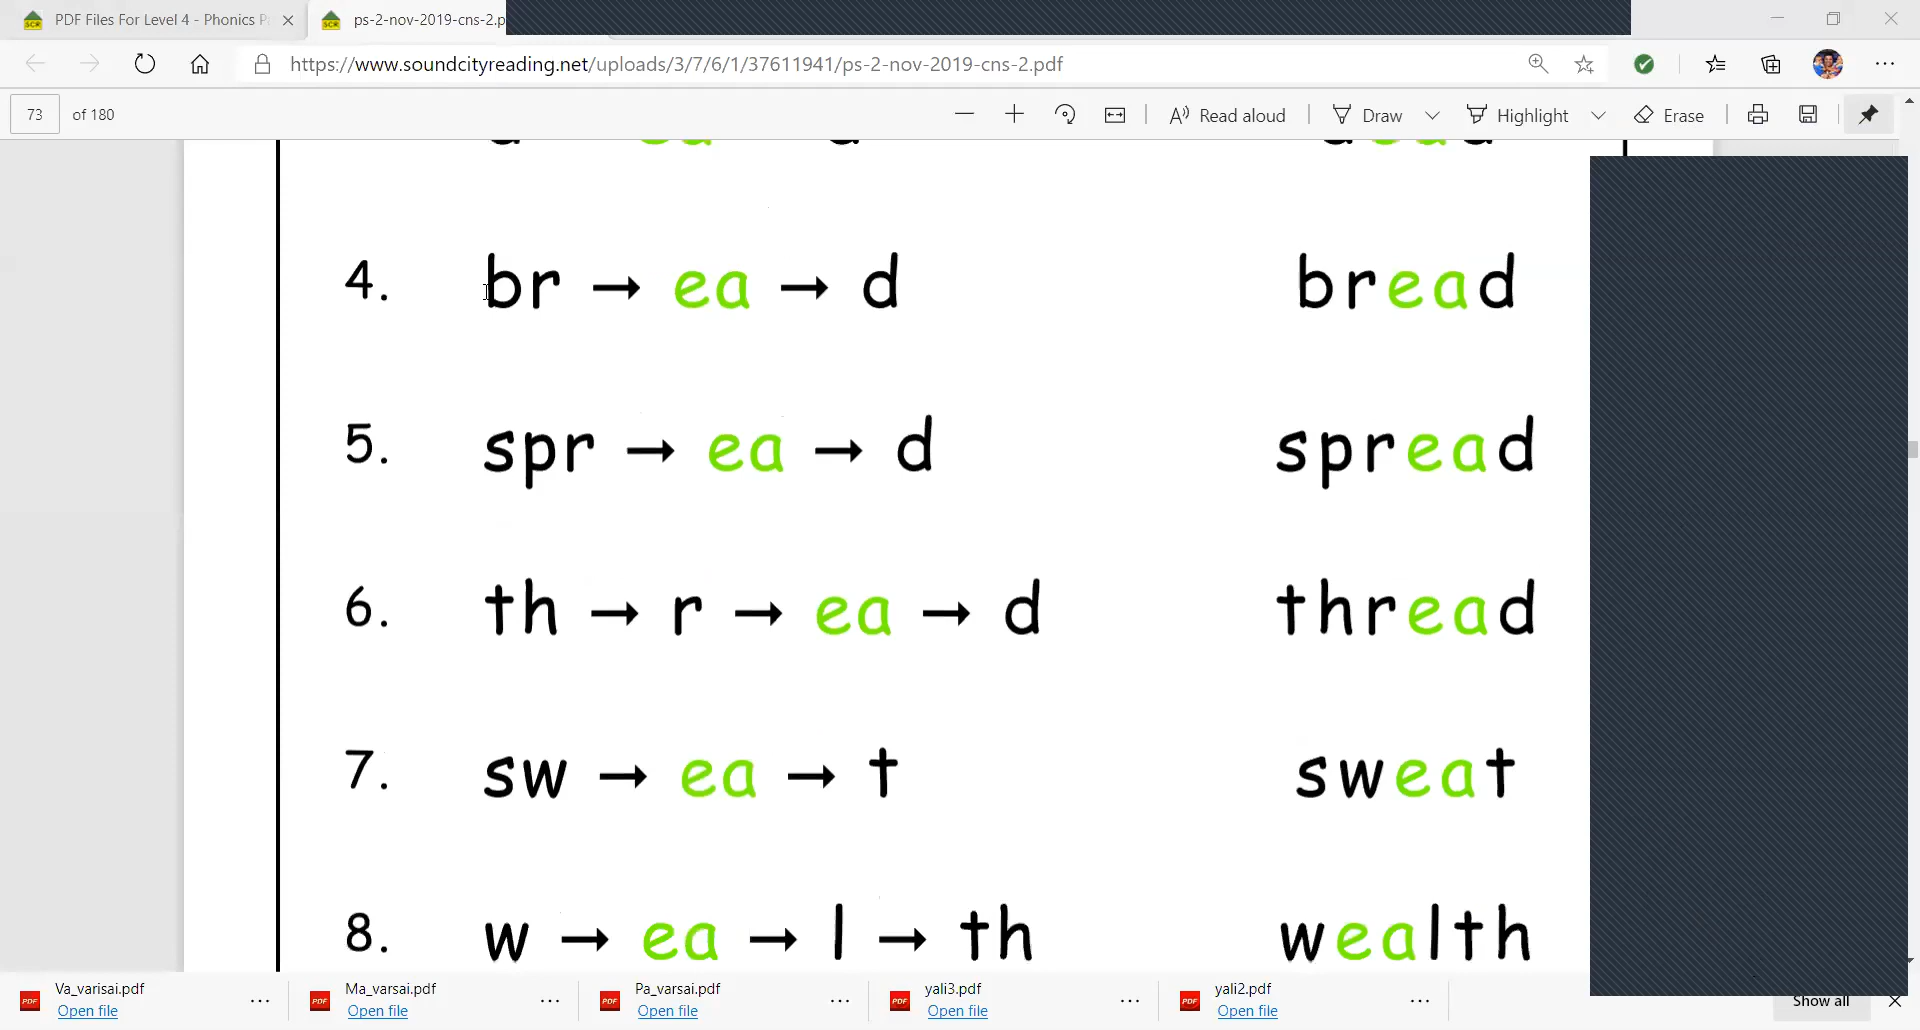 PDF Files For Level 4 - Phonics P
ps-2-nov-2019-cns-2.p
https://www.soundcityreading.net/uploads/3/7/6/1/37611941/ps-2-nov-2019-cns-2.pdf
73 of 180
Read aloud
Draw
Highlight
Erase
4. br → ea → d bread
5. spr → ea → d spread
6. th → r → ea → d thread
7. sw → ea → t sweat
8. w → ea → l → th wealth
Va_varisai.pdf
Open file
Ma_varsai.pdf
Open file
Pa_varsai.pdf
Open file
yali3.pdf
Open file
yali2.pdf
Open file
Show all